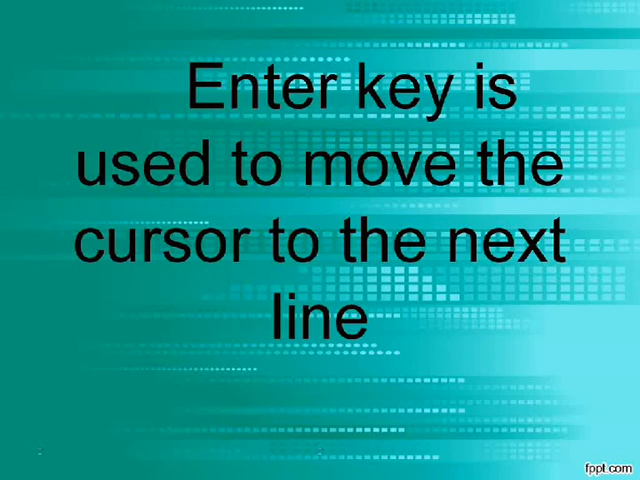 Enter key is
used to move the
cursor to the next
line
fppt.com